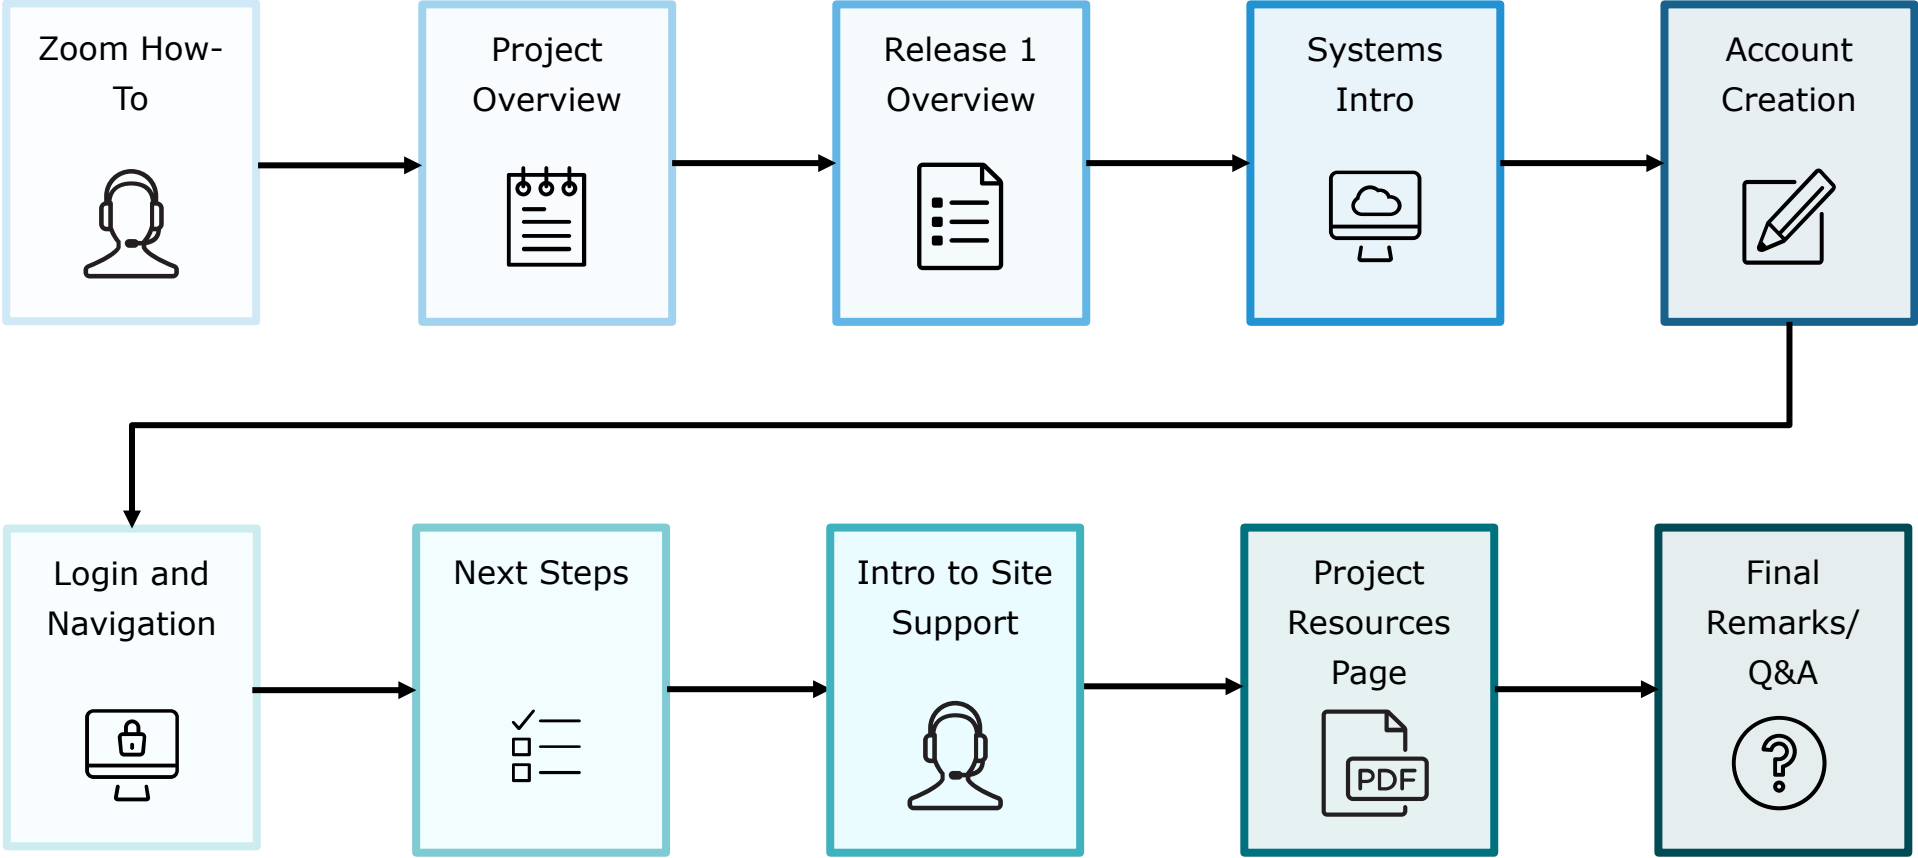 Zoom How-
To
Project
Overview
Release 1
Overview
Systems
Intro
Account
Creation
Login and
Navigation
Next Steps
Intro to Site
Support
Project
Resources
Page
PDF
Final
Remarks/
Q&A
?